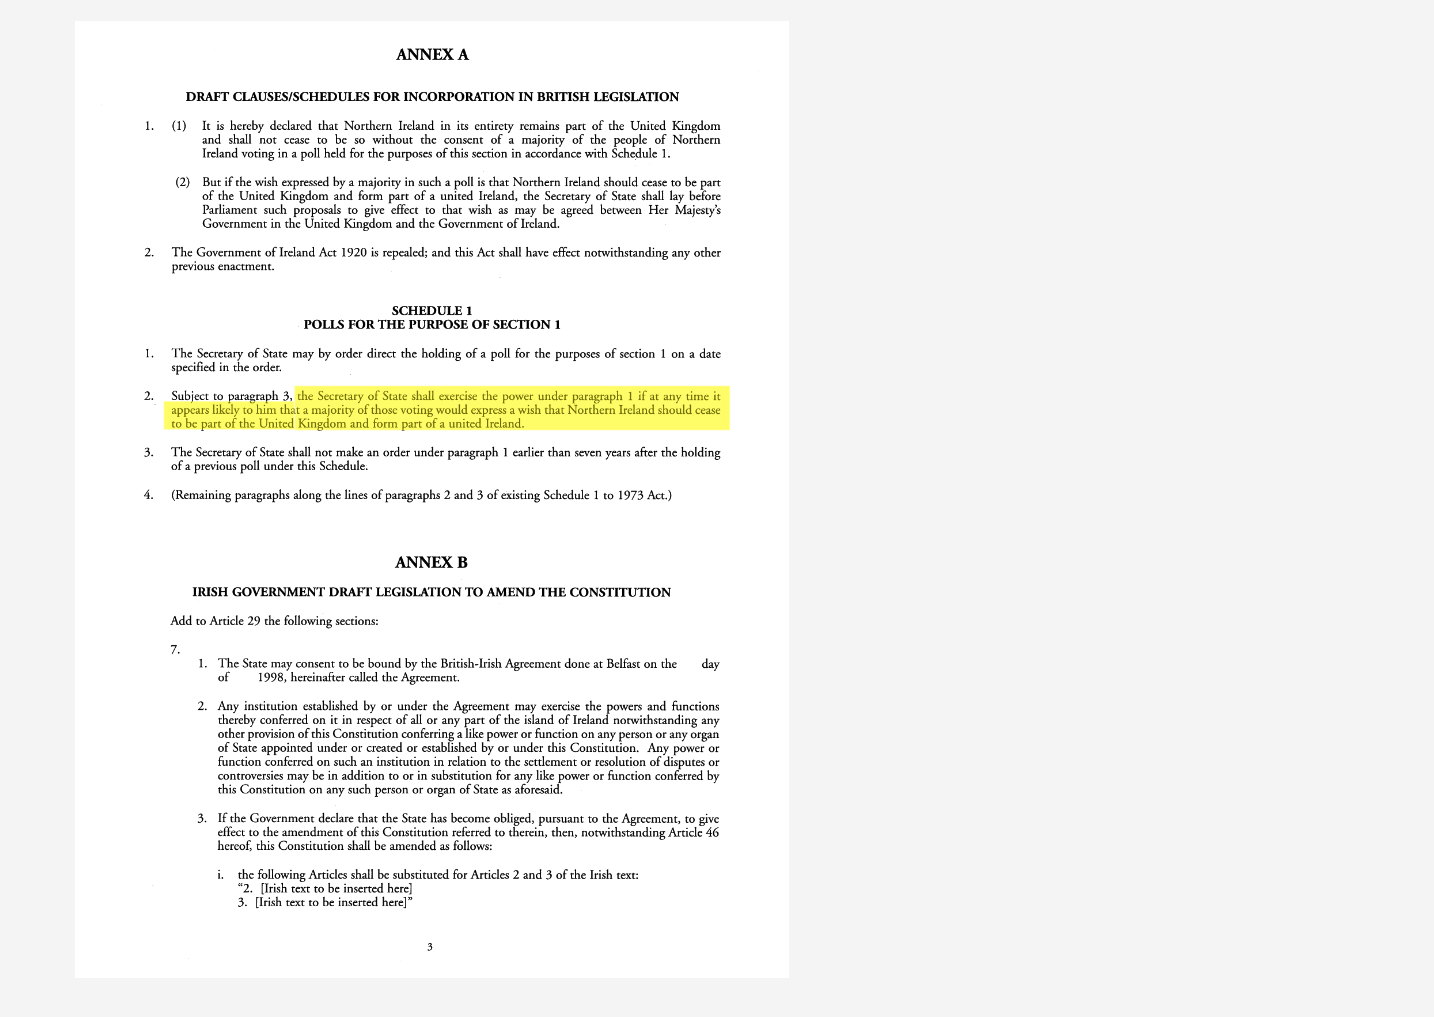 ANNEX A
DRAFT CLAUSES/SCHEDULES FOR INCORPORATION IN BRITISH LEGISLATION
1. (1) It is hereby declared that Northern Ireland in its entirety remains part of the United Kingdom
and shall not cease to be so without the consent of a majority of the people of Northern
Ireland voting in a poll held for the purposes of this section in accordance with Schedule 1.
(2) But if the wish expressed by a majority in such a poll is that Northern Ireland should cease to be part
of the United Kingdom and form part of a united Ireland, the Secretary of State shall lay before
Parliament such proposals to give effect to that wish as may be agreed between Her Majesty's
Government in the United Kingdom and the Government of Ireland.
2. The Government of Ireland Act 1920 is repealed; and this Act shall have effect notwithstanding any other
previous enactment.
SCHEDULE 1
POLLS FOR THE PURPOSE OF SECTION 1
1. The Secretary of State may by order direct the holding of a poll for the purposes of section 1 on a date
specified in the order.
2. Subject to paragraph 3, the Secretary of State shall exercise the power under paragraph 1 if at any time it
appears likely to him that a majority of those voting would express a wish that Northern Ireland should cease
to be part of the United Kingdom and form part of a united Ireland.
3. The Secretary of State shall not make an order under paragraph 1 earlier than seven years after the holding
of a previous poll under this Schedule.
4. (Remaining paragraphs along the lines of paragraphs 2 and 3 of existing Schedule 1 to 1973 Act.)
ANNEX B
IRISH GOVERNMENT DRAFT LEGISLATION TO AMEND THE CONSTITUTION
Add to Article 29 the following sections:
7.
1. The State may consent to be bound by the British-Irish Agreement done at Belfast on the day
of 1998, hereinafter called the Agreement.
2. Any institution established by or under the Agreement may exercise the powers and functions
thereby conferred on it in respect of all or any part of the island of Ireland notwithstanding any
other provision of this Constitution conferring a like power or function on any person or any organ
of State appointed under or created or established by or under this Constitution. Any power or
function conferred on such an institution in relation to the settlement or resolution of disputes or
controversies may be in addition to or in substitution for any like power or function conferred by
this Constitution on any such person or organ of State as aforesaid.
3. If the Government declare that the State has become obliged, pursuant to the Agreement, to give
effect to the amendment of this Constitution referred to therein, then, notwithstanding Article 46
hereof, this Constitution shall be amended as follows:
i. the following Articles shall be substituted for Articles 2 and 3 of the Irish text:
“2. [Irish text to be inserted here]
3. [Irish text to be inserted here]”
3